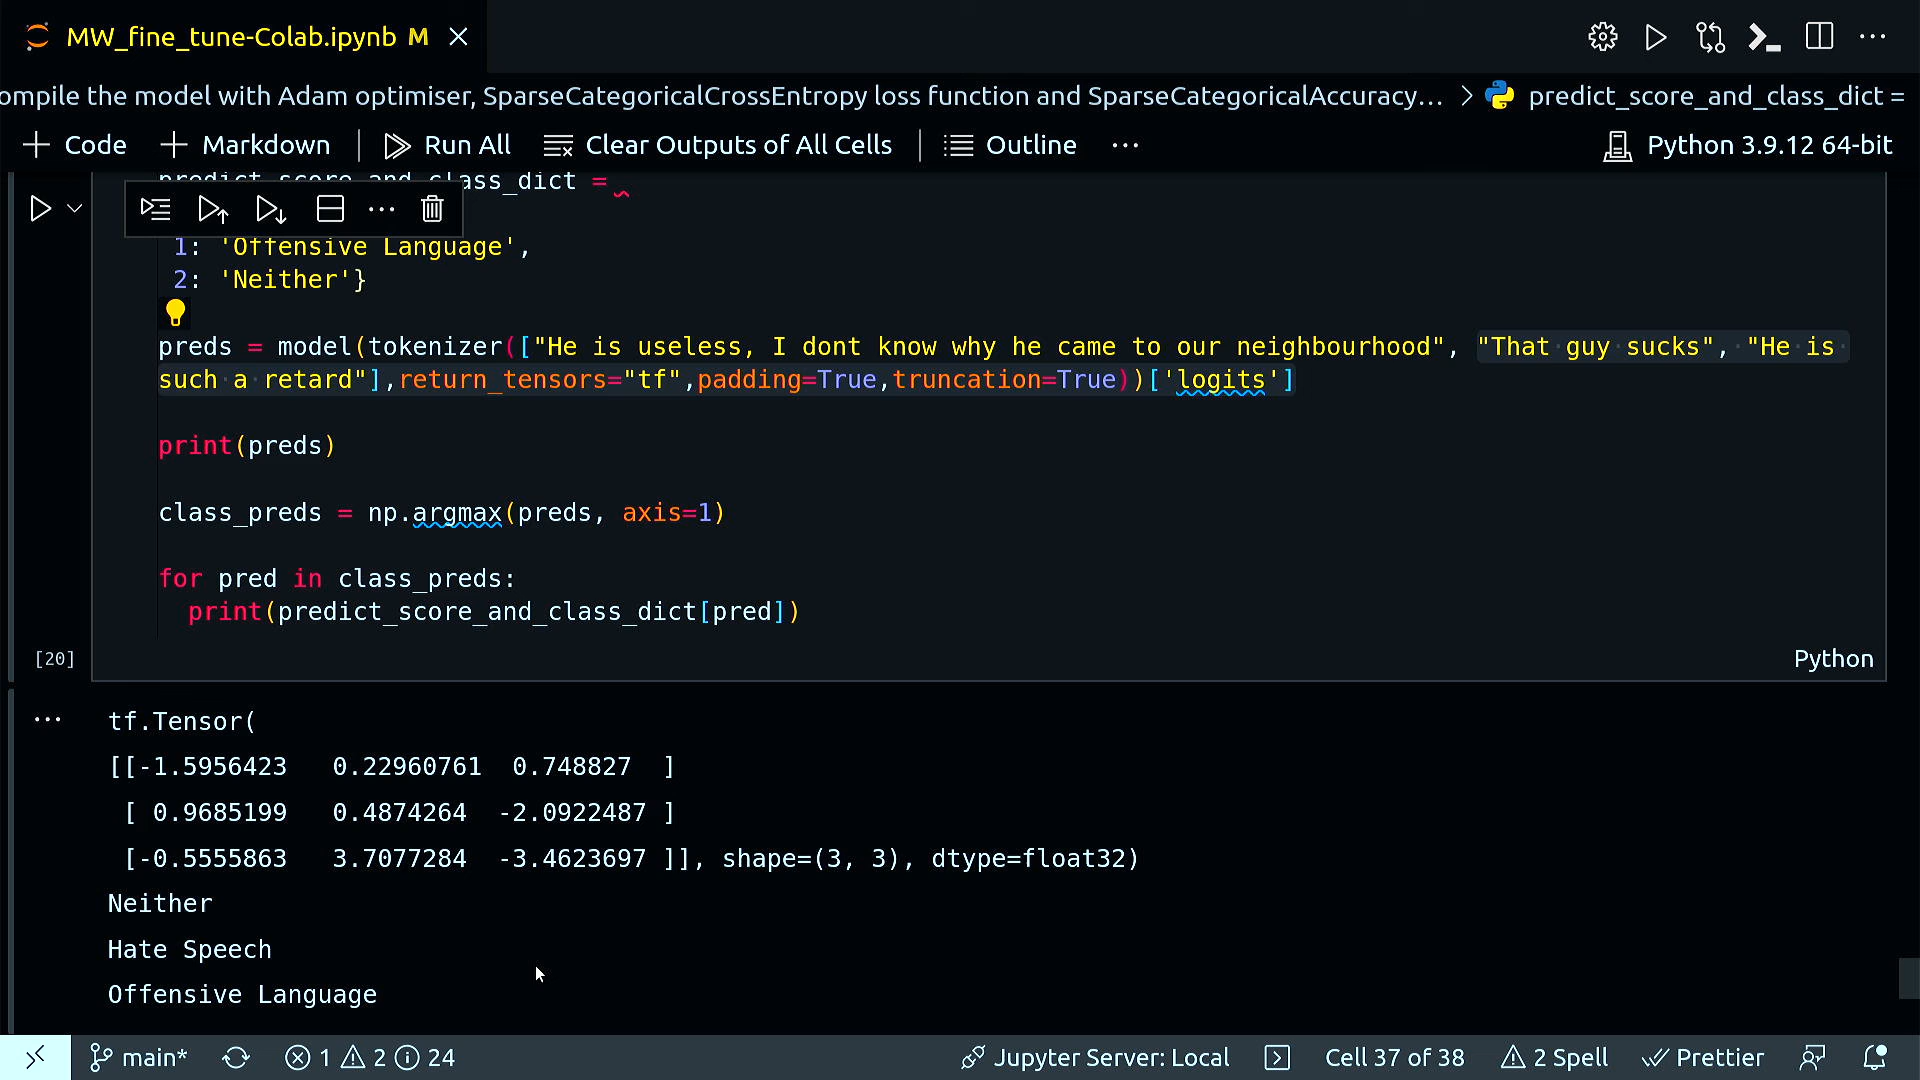 MW_fine_tune-Colab.ipynb M
ompile the model with Adam optimiser, SparseCategoricalCrossEntropy loss function and SparseCategoricalAccuracy... > predict_score_and_class_dict =
+ Code + Markdown | Run All Clear Outputs of All Cells | Outline ... Python 3.9.12 64-bit
predict_score_and_class_dict =
1: 'Offensive Language',
2: 'Neither'}
preds = model(tokenizer(["He is useless, I dont know why he came to our neighbourhood", "That guy sucks", "He is
such a retard"],return_tensors="tf",padding=True,truncation=True))['logits']
print(preds)
class_preds = np.argmax(preds, axis=1)
for pred in class_preds:
print(predict_score_and_class_dict[pred])
[20] Python
tf.Tensor(
[[-1.5956423 0.22960761 0.748827 ]
[ 0.9685199 0.4874264 -2.0922487 ]
[-0.5555863 3.7077284 -3.4623697 ]], shape=(3, 3), dtype=float32)
Neither
Hate Speech
Offensive Language
main* 1 2 24 Jupyter Server: Local Cell 37 of 38 2 Spell Prettier